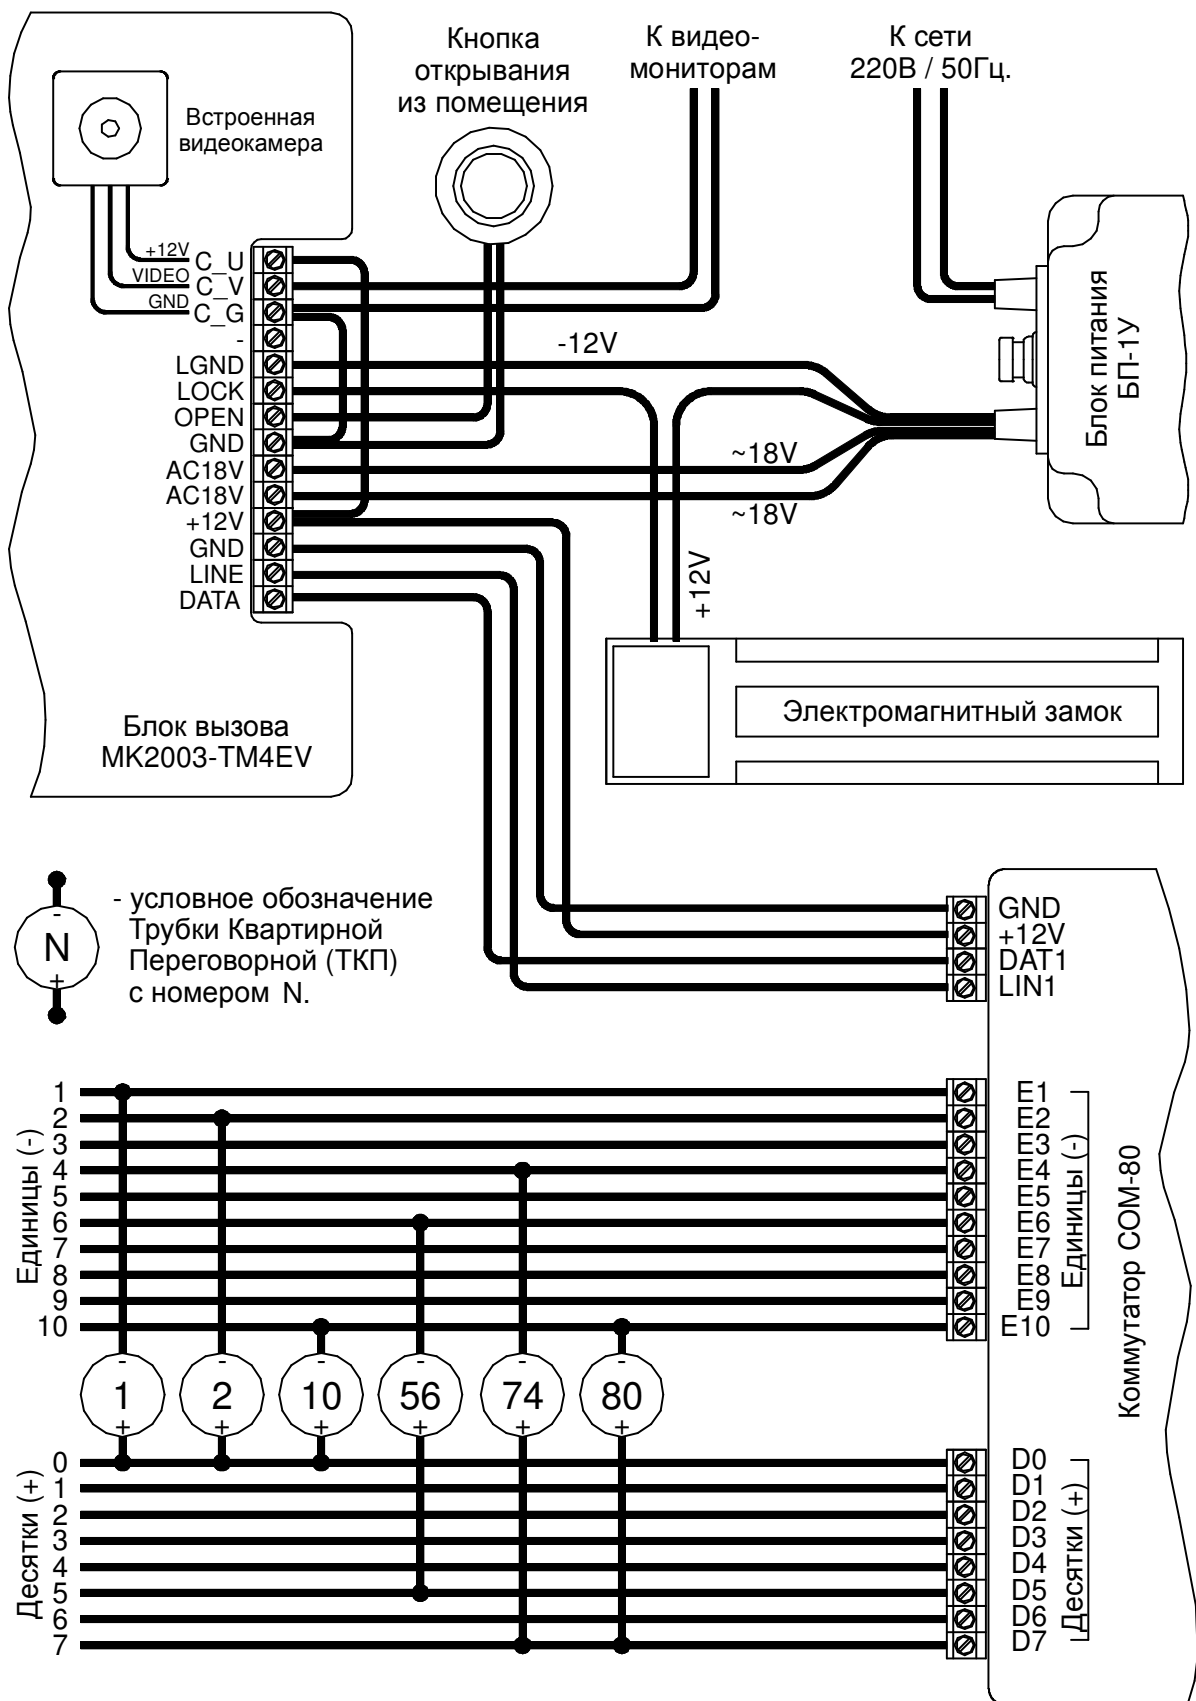 Кнопка
открывания
из помещения
К видео-
мониторам
К сети
220В / 50Гц.
Встроенная
видеокамера
+12V
VIDEO
GND
C_U
C_V
C_G
-
LGND
LOCK
OPEN
GND
AC18V
AC18V
+12V
GND
LINE
DATA
-12V
~18V
~18V
+12V
Блок питания
БП-1У
Электромагнитный замок
Блок вызова
MK2003-TM4EV
-
N
+
- условное обозначение
Трубки Квартирной
Переговорной (ТКП)
с номером N.
GND
+12V
DAT1
LIN1
Единицы (-)
1
2
3
4
5
6
7
8
9
10
E1
E2
E3
E4
E5
E6
E7
E8
E9
E10
Единицы (-)
Коммутатор COM-80
- - - - - -
1 2 10 56 74 80
+ + + + + +
Десятки (+)
0
1
2
3
4
5
6
7
D0
D1
D2
D3
D4
D5
D6
D7
Десятки (+)